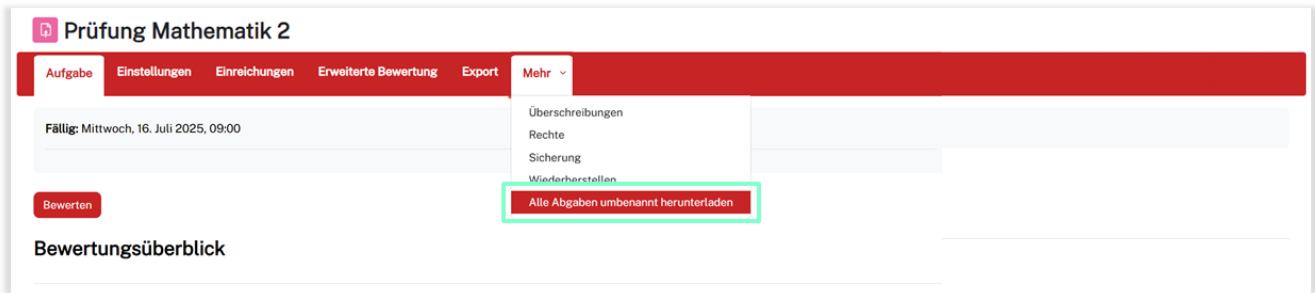 Prüfung Mathematik 2
Aufgabe Einstellungen Einreichungen Erweiterte Bewertung Export Mehr
Überschreibungen
Fällig: Mittwoch, 16. Juli 2025, 09:00
Rechte
Sicherung
Wiederherstellen
Alle Abgaben umbenannt herunterladen
Bewerten
Bewertungsüberblick